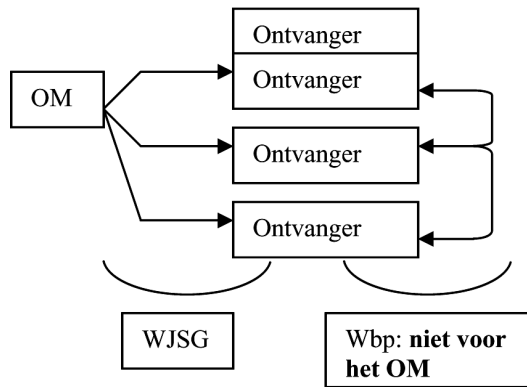 Ontvanger
Ontvanger
OM
Ontvanger
Ontvanger
WJSG
Wbp: niet voor
het OM